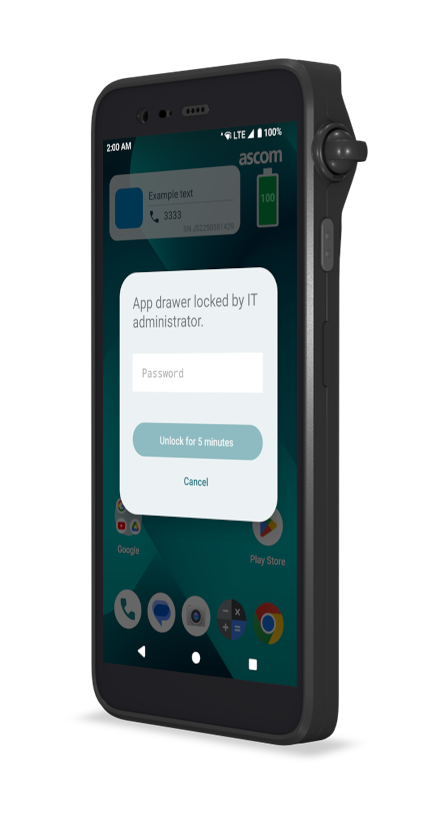 2:00 AM
LTE 100%
ascom
Example text
100
3333
App drawer locked by IT
administrator.
Password
Unlock for 5 minutes
Cancel
Google
Play Store